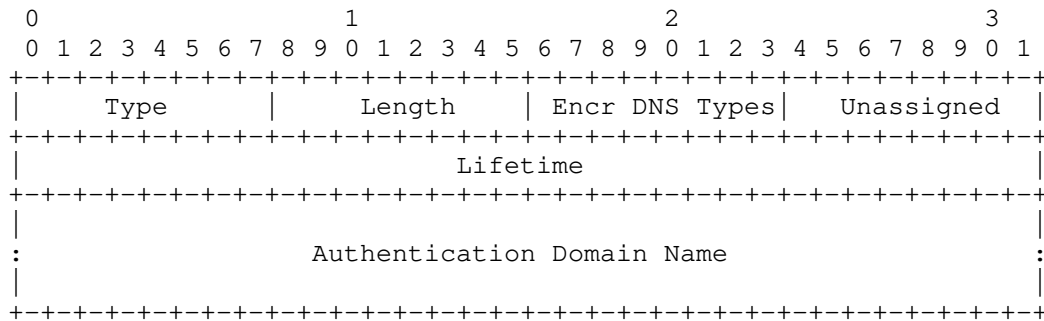 0                   1                   2                   3
 0 1 2 3 4 5 6 7 8 9 0 1 2 3 4 5 6 7 8 9 0 1 2 3 4 5 6 7 8 9 0 1
+-+-+-+-+-+-+-+-+-+-+-+-+-+-+-+-+-+-+-+-+-+-+-+-+-+-+-+-+-+-+-+-+
|     Type      |     Length    | Encr DNS Types|   Unassigned  |
+-+-+-+-+-+-+-+-+-+-+-+-+-+-+-+-+-+-+-+-+-+-+-+-+-+-+-+-+-+-+-+-+
|                           Lifetime                            |
+-+-+-+-+-+-+-+-+-+-+-+-+-+-+-+-+-+-+-+-+-+-+-+-+-+-+-+-+-+-+-+-+
|                                                               |
:                  Authentication Domain Name                   :
|                                                               |
+-+-+-+-+-+-+-+-+-+-+-+-+-+-+-+-+-+-+-+-+-+-+-+-+-+-+-+-+-+-+-+-+